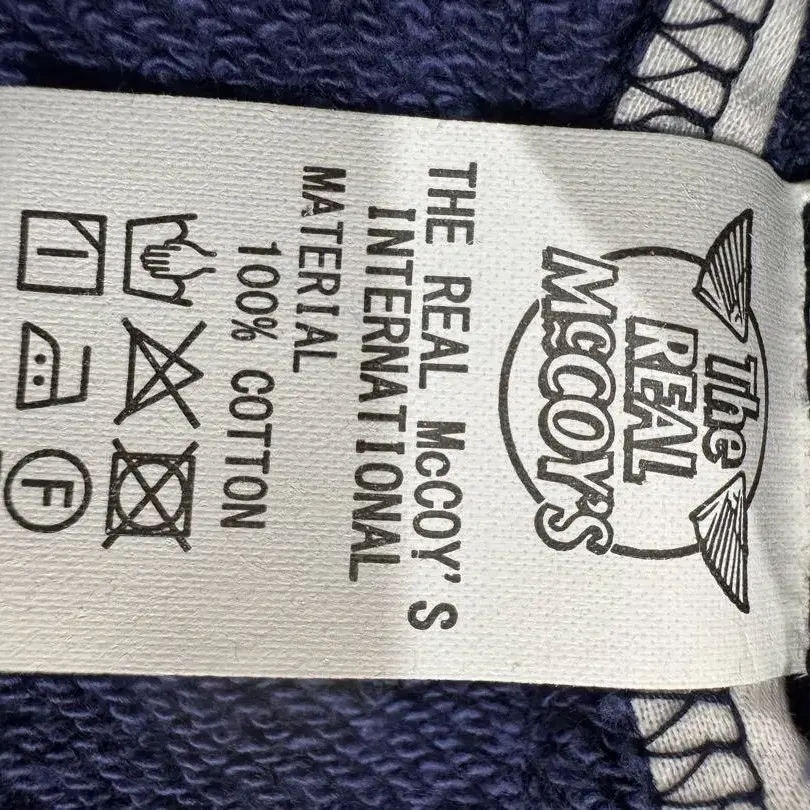 The
REAL
McCOY'S
THE REAL McCOY'S
INTERNATIONAL
MATERIAL
100% COTTON
F